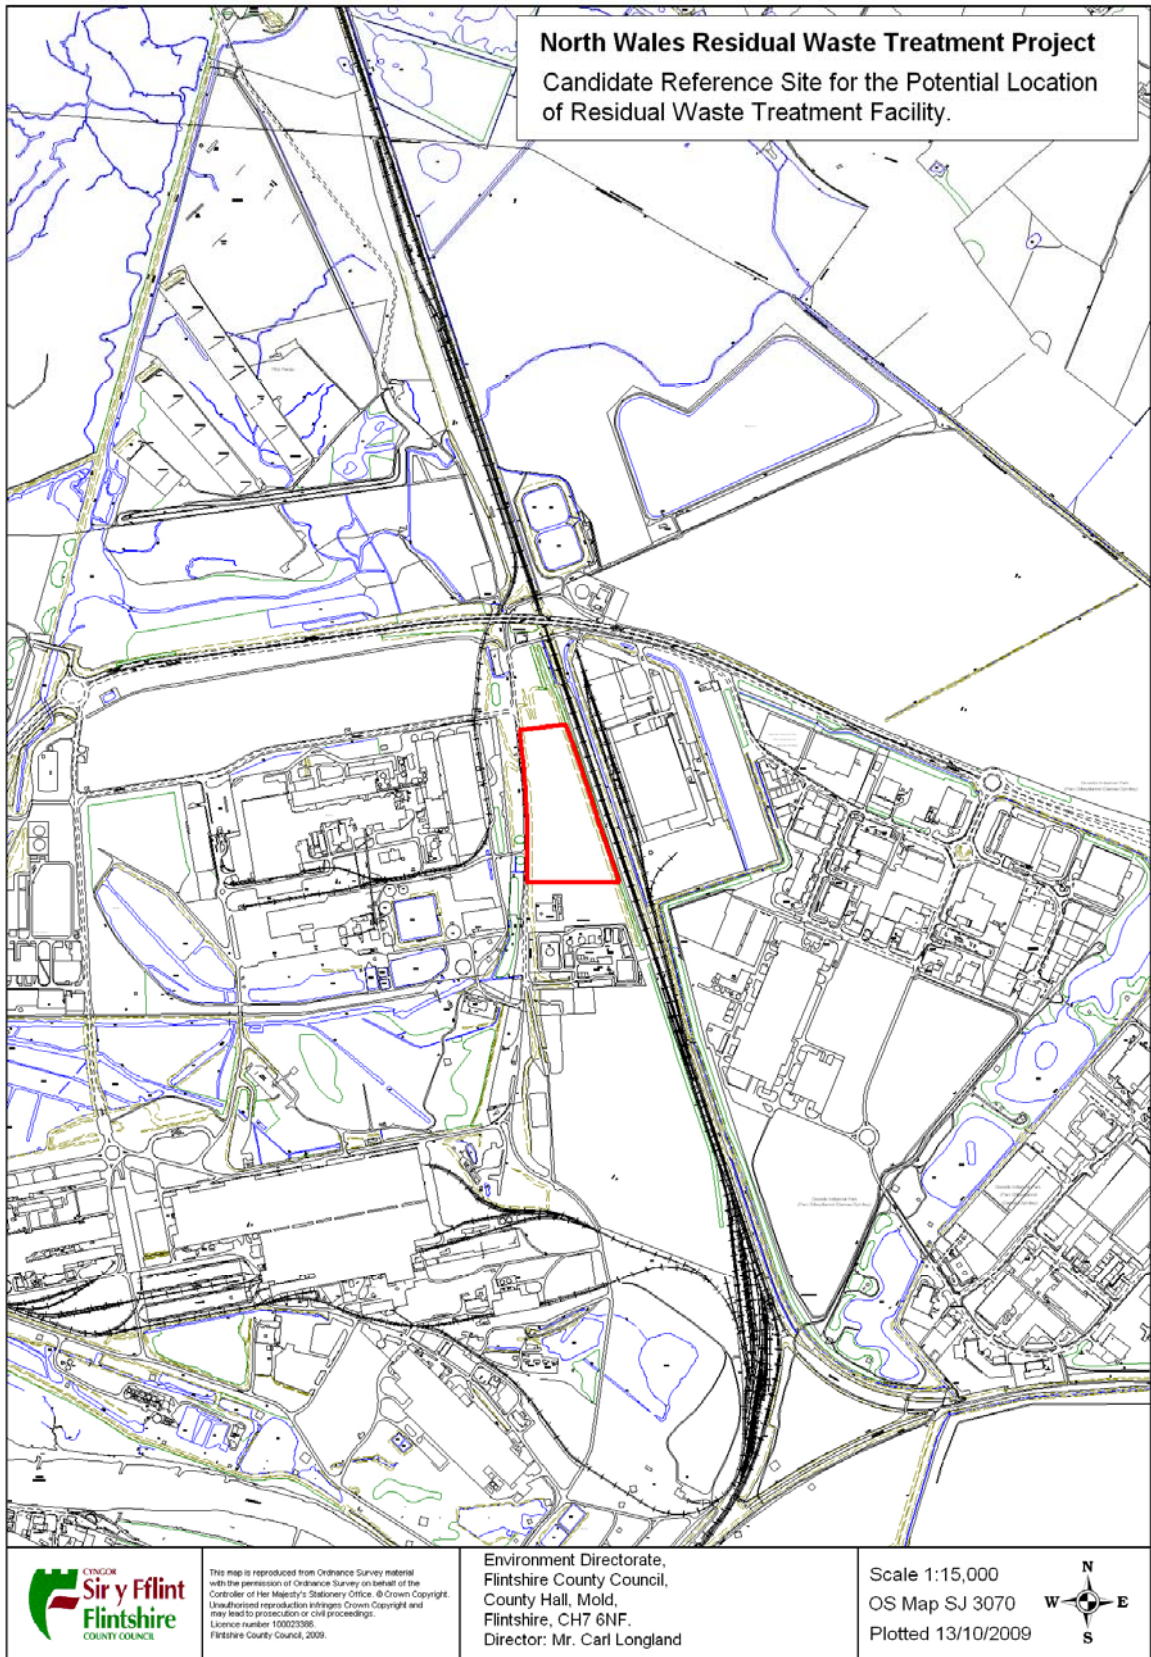 North Wales Residual Waste Treatment Project
Candidate Reference Site for the Potential Location
of Residual Waste Treatment Facility.
CYNGOR
Sir y Fflint
Flintshire
COUNTY COUNCIL
This map is reproduced from Ordnance Survey material
with the permission of Ordnance Survey on behalf of the
Controller of Her Majesty's Stationery Office. © Crown Copyright.
Unauthorised reproduction infringes Crown Copyright and
may lead to prosecution or civil proceedings.
Licence number 100023386.
Flintshire County Council, 2009.
Environment Directorate,
Flintshire County Council,
County Hall, Mold,
Flintshire, CH7 6NF.
Director: Mr. Carl Longland
Scale 1:15,000
OS Map SJ 3070
Plotted 13/10/2009
N
W E
S